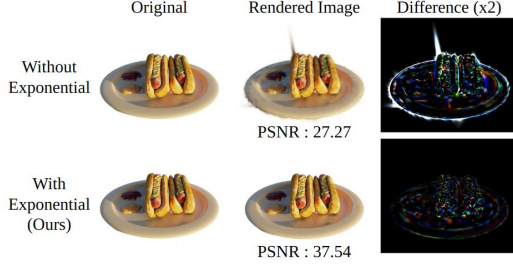 Original Rendered Image Difference (x2)
Without
Exponential
PSNR : 27.27
With
Exponential
(Ours)
PSNR : 37.54